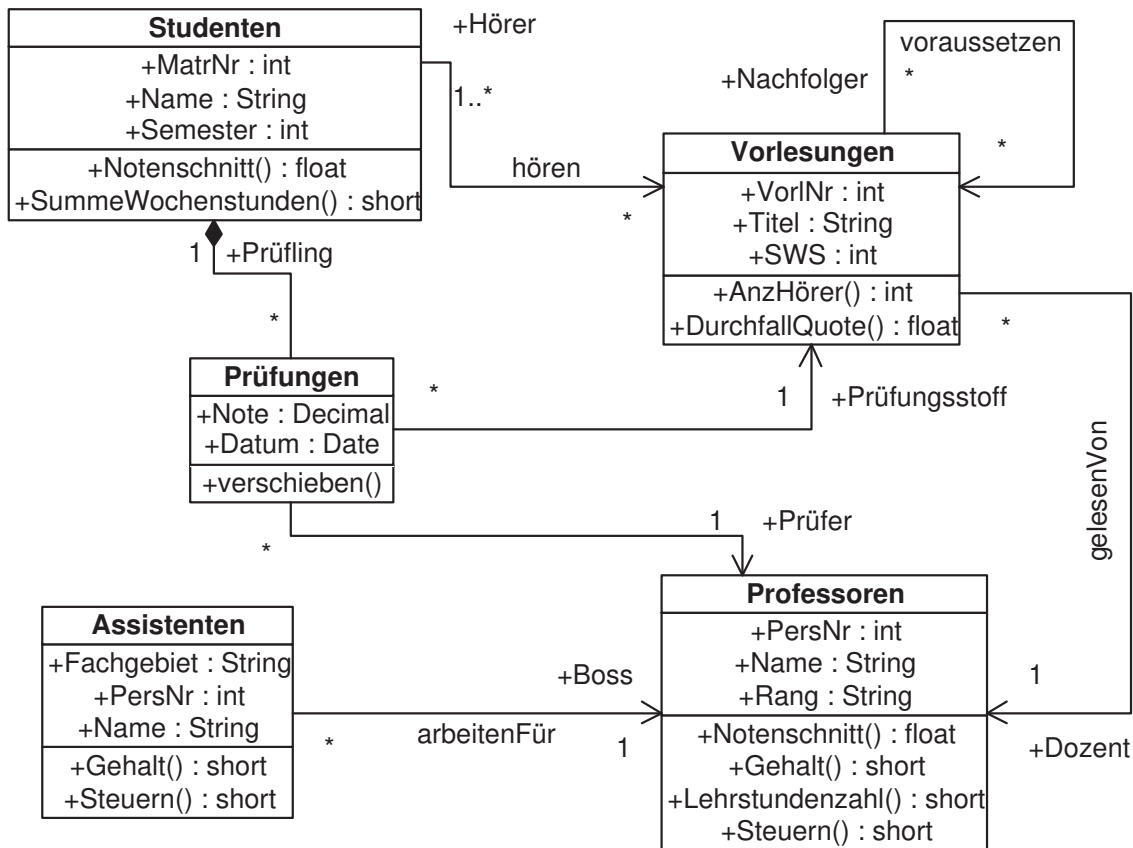 Studenten
+MatrNr : int
+Name : String
+Semester : int
+Notenschnitt() : float
+SummeWochenstunden() : short
+Hörer
1..*
hören
*
voraussetzen
+Nachfolger
*
*
Vorlesungen
+VorlNr : int
+Titel : String
+SWS : int
+AnzHörer() : int
+DurchfallQuote() : float
*
1
+Prüfling
*
Prüfungen
+Note : Decimal
+Datum : Date
+verschieben()
*
1
+Prüfungsstoff
gelesenVon
*
1
+Prüfer
Assistenten
+Fachgebiet : String
+PersNr : int
+Name : String
+Gehalt() : short
+Steuern() : short
+Boss
*
arbeitenFür
1
Professoren
+PersNr : int
+Name : String
+Rang : String
+Notenschnitt() : float
+Gehalt() : short
+Lehrstundenzahl() : short
+Steuern() : short
1
+Dozent